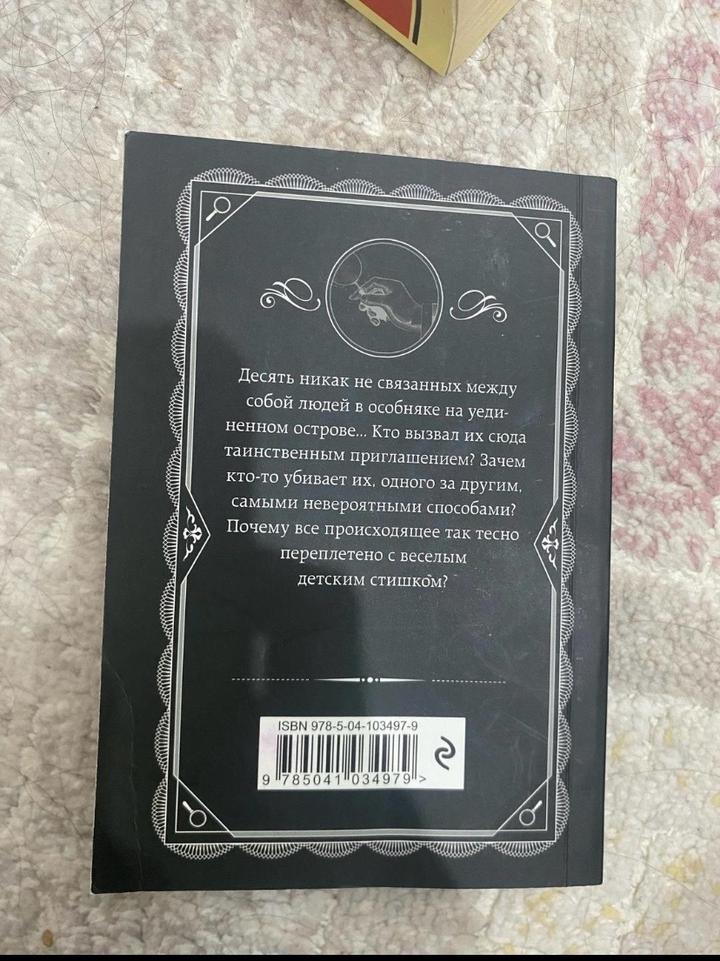 Десять никак не связанных между
собой людей в особняке на уеди-
ненном острове... Кто вызвал их сюда
таинственным приглашением? Зачем
кто-то убивает их, одного за другим,
самыми невероятными способами?
Почему все происходящее так тесно
переплетено с веселым
детским стишком?
ISBN 978-5-04-103497-9
9 785041 034979 >